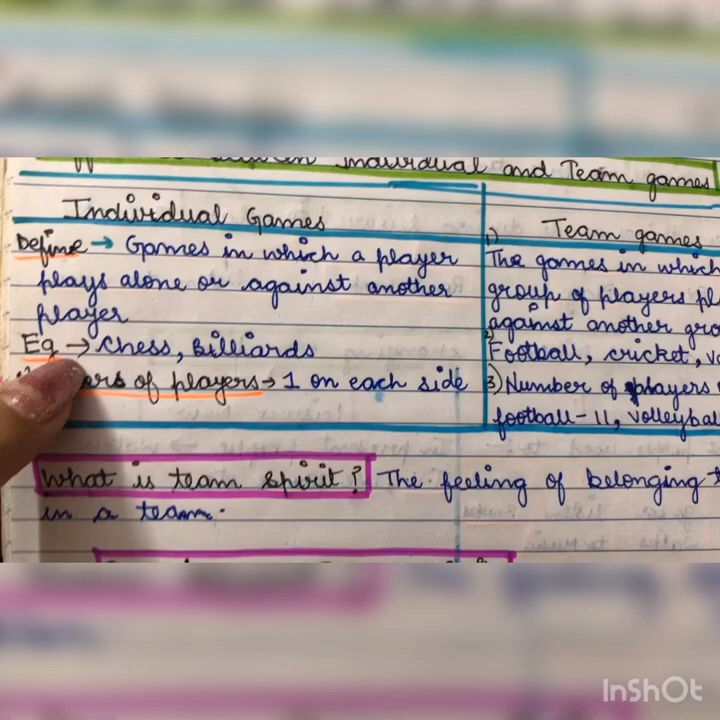 individual and Team games
Individual Games
Define → Games in which a player
plays alone or against another
player
Eg → Chess, Billiards
of players → 1 on each side
1) Team games
The games in which
group of players
against another
2)
Football, cricket,
3) Number of players
football - 11, volleyball
What is team spirit? The feeling of belonging
in a team.
InShOt